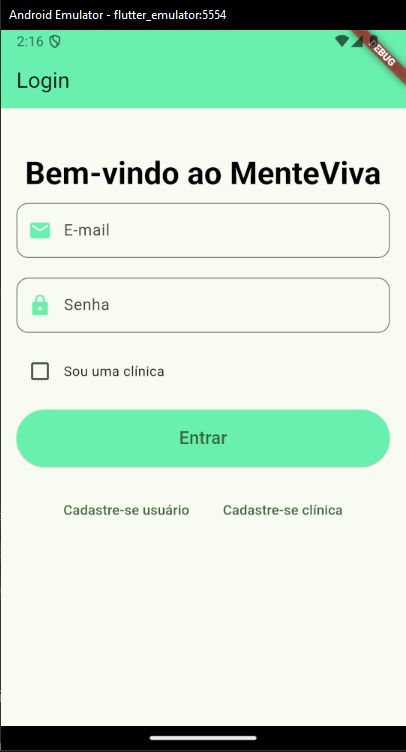 Android Emulator - flutter_emulator:5554
2:16
DEBUG
Login
Bem-vindo ao MenteViva
E-mail
Senha
Sou uma clínica
Entrar
Cadastre-se usuário Cadastre-se clínica